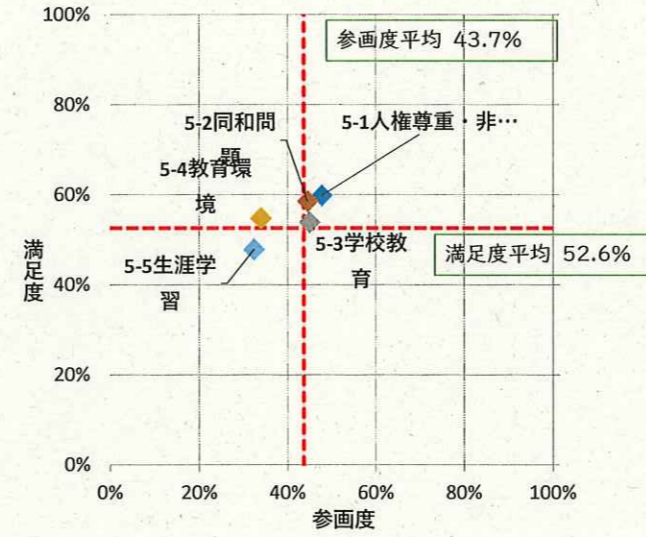 100%
参画度平均 43.7%
80%
5-2同和問
題
5-1人権尊重・非…
5-4教育環
境
60%
5-3学校教
育
満足度平均 52.6%
満足度
5-5生涯学
習
40%
20%
0%
0% 20% 40% 60% 80% 100%
参画度